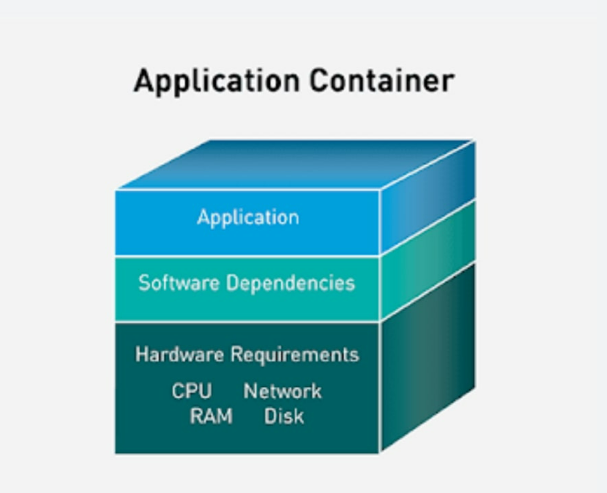 Application Container
Application
Software Dependencies
Hardware Requirements
CPU Network
RAM Disk